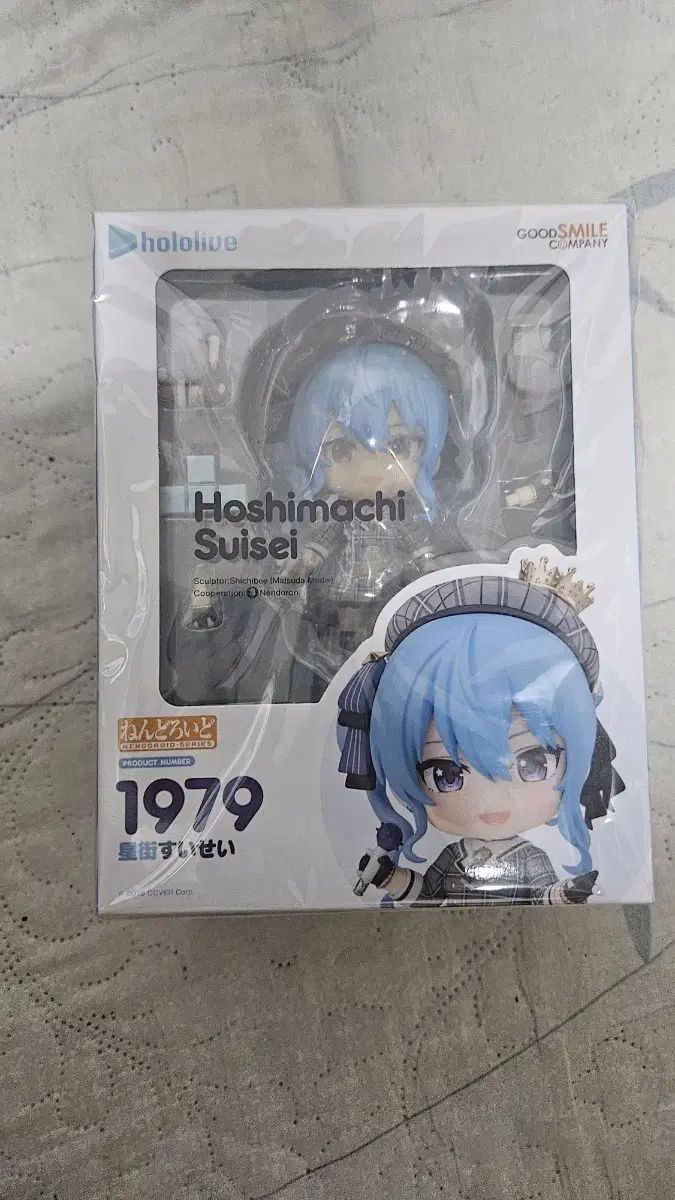 hololive
GOOD SMILE
COMPANY
Hoshimachi
Suisei
Sculptor:Shichibee (Matsuda Model)
Cooperation: Nendoron
ねんどろいど
NENDOROID SERIES
PRODUCT NUMBER
1979
星街すいせい
COVER Corp.